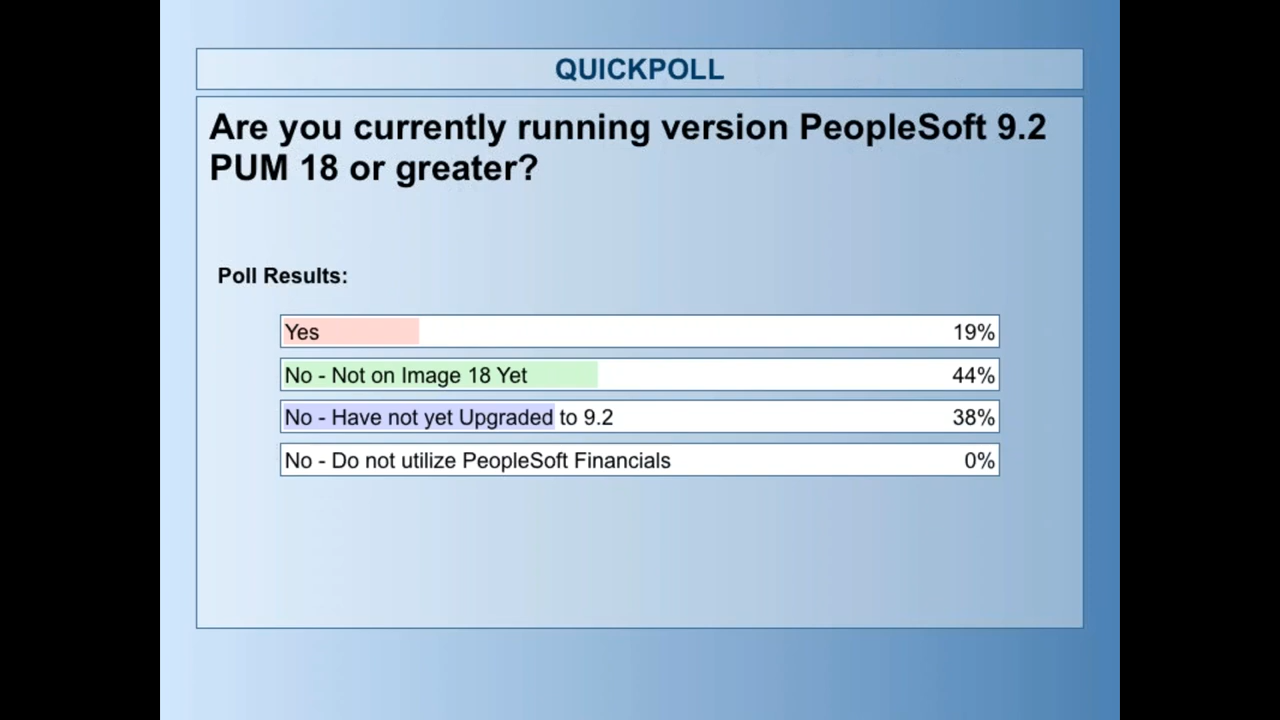 QUICKPOLL
Are you currently running version PeopleSoft 9.2
PUM 18 or greater?
Poll Results:
Yes 19%
No - Not on Image 18 Yet 44%
No - Have not yet Upgraded to 9.2 38%
No - Do not utilize PeopleSoft Financials 0%